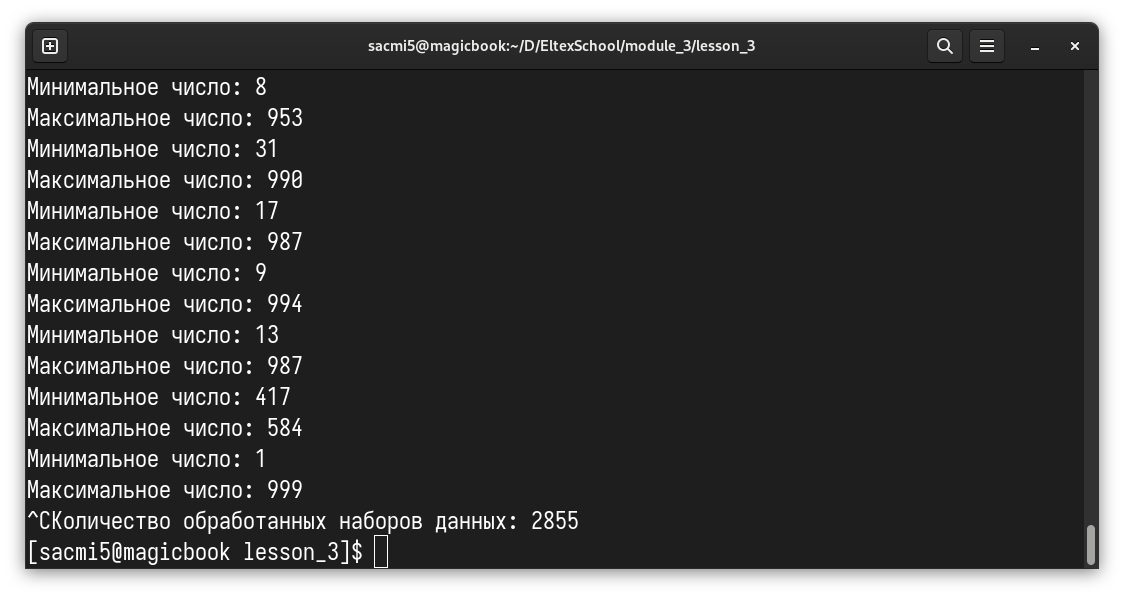 sacmi5@magicbook:~/D/EltexSchool/module_3/lesson_3
Минимальное число: 8
Максимальное число: 953
Минимальное число: 31
Максимальное число: 990
Минимальное число: 17
Максимальное число: 987
Минимальное число: 9
Максимальное число: 994
Минимальное число: 13
Максимальное число: 987
Минимальное число: 417
Максимальное число: 584
Минимальное число: 1
Максимальное число: 999
^CКоличество обработанных наборов данных: 2855
[sacmi5@magicbook lesson_3]$